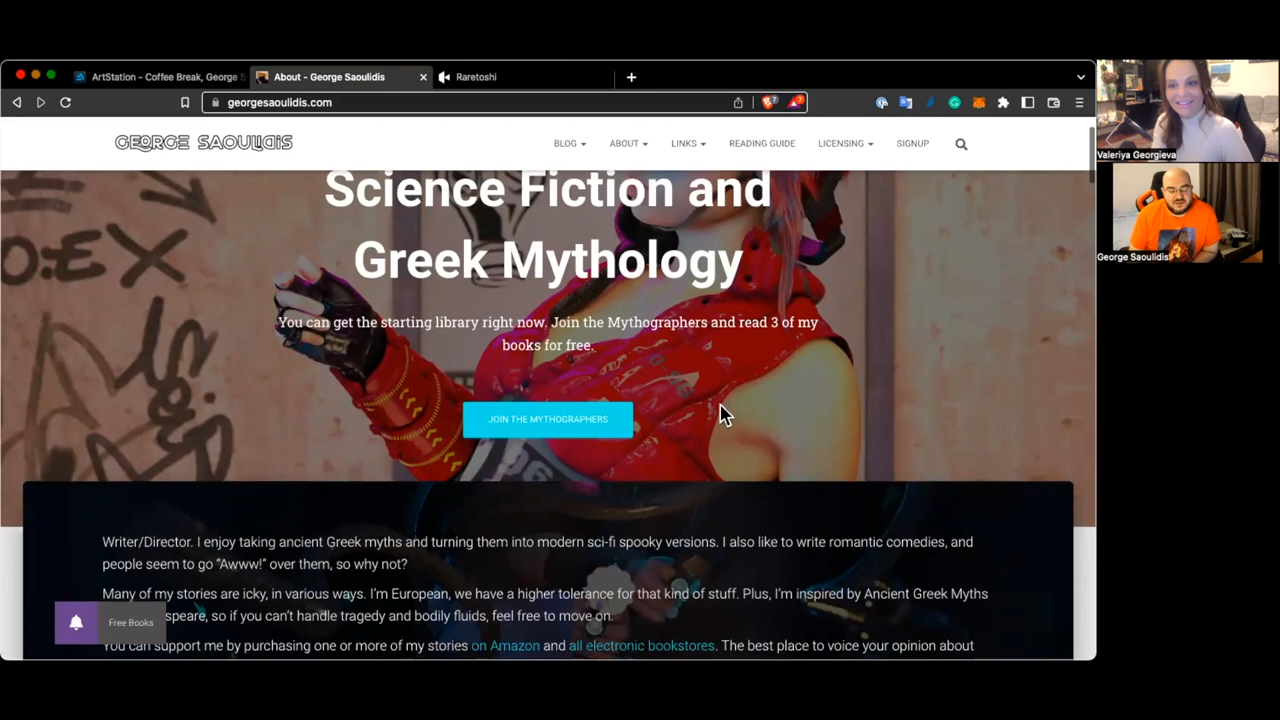 ArtStation - Coffee Break, George S
About - George Saoulidis
Raretoshi
georgesaoulidis.com
GEORGE SAOULIDIS
BLOG
ABOUT
LINKS
READING GUIDE
LICENSING
SIGNUP
Valeriya Georgieva
George Saoulidis
Science Fiction and
Greek Mythology
You can get the starting library right now. Join the Mythographers and read 3 of my
books for free.
JOIN THE MYTHOGRAPHERS
Writer/Director. I enjoy taking ancient Greek myths and turning them into modern sci-fi spooky versions. I also like to write romantic comedies, and
people seem to go “Awww!” over them, so why not?
Many of my stories are icky, in various ways. I’m European, we have a higher tolerance for that kind of stuff. Plus, I’m inspired by Ancient Greek Myths
speare, so if you can’t handle tragedy and bodily fluids, feel free to move on.
Free Books
You can support me by purchasing one or more of my stories on Amazon and all electronic bookstores. The best place to voice your opinion about